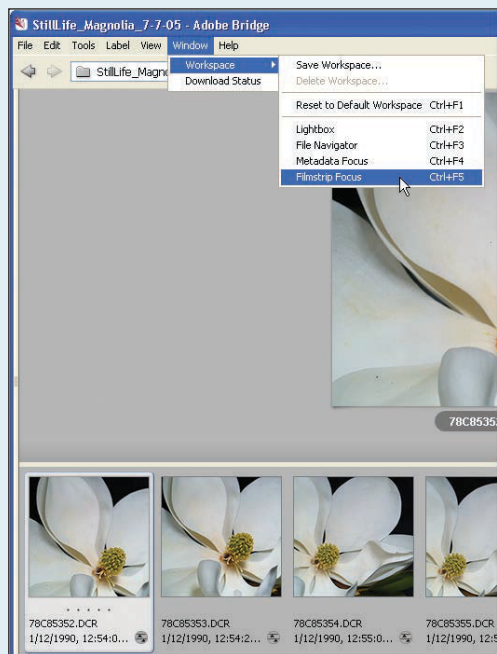 StillLife_Magnolia_7-7-05 - Adobe Bridge
File Edit Tools Label View Window Help
StillLife_Magn
Workspace
Download Status
Save Workspace...
Delete Workspace...
Reset to Default Workspace Ctrl+F1
Lightbox Ctrl+F2
File Navigator Ctrl+F3
Metadata Focus Ctrl+F4
Filmstrip Focus Ctrl+F5
78C85352
78C85352.DCR 78C85353.DCR 78C85354.DCR 78C85355.DCR
1/12/1990, 12:54:0... 1/12/1990, 12:54:2... 1/12/1990, 12:55:0... 1/12/1990, 12:5